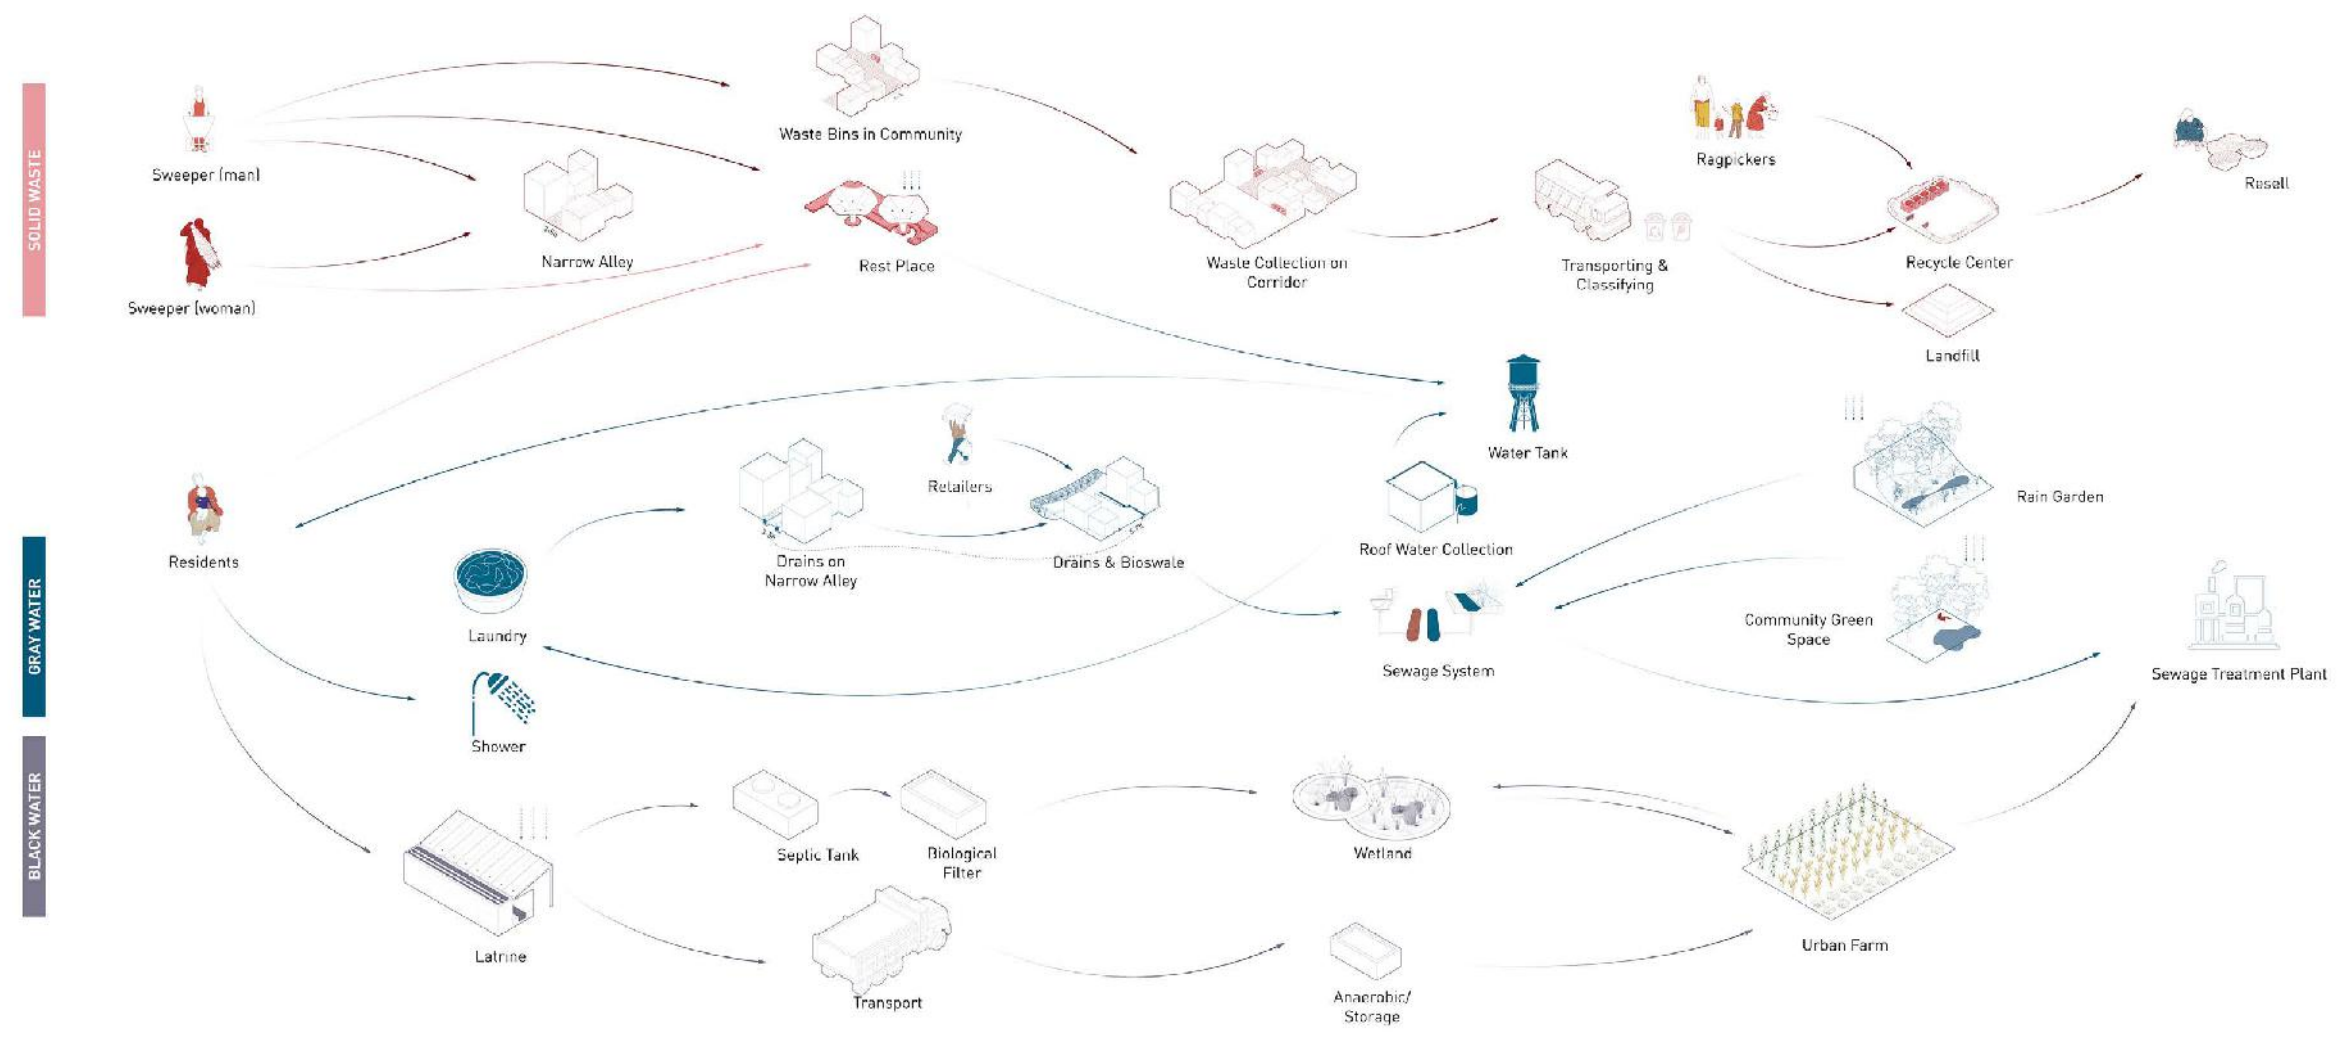 SOLID WASTE
Sweeper (man)
Sweeper (woman)
Narrow Alley
Waste Bins in Community
Rest Place
Waste Collection on
Corridor
Transporting &
Classifying
Ragpickers
Recycle Center
Landfill
Resell
GRAY WATER
Residents
Laundry
Shower
Drains on
Narrow Alley
Retailers
Drains & Bioswale
Water Tank
Roof Water Collection
Sewage System
Rain Garden
Community Green
Space
Sewage Treatment Plant
BLACK WATER
Latrine
Septic Tank
Biological
Filter
Transport
Wetland
Anaerobic/
Storage
Urban Farm